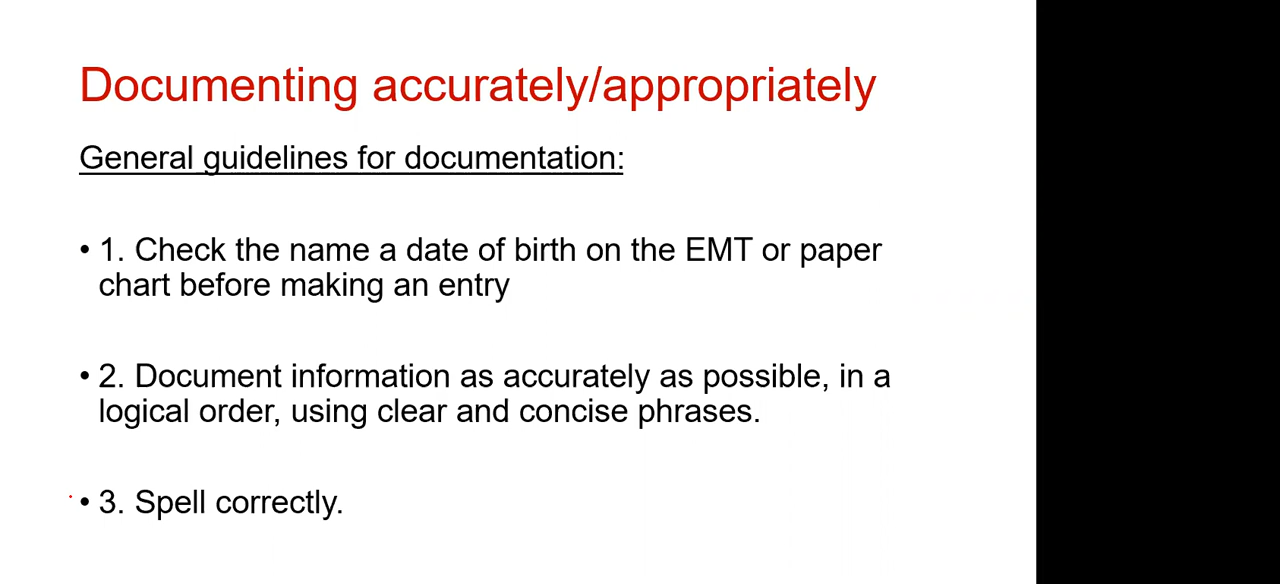 Documenting accurately/appropriately
General guidelines for documentation:
• 1. Check the name a date of birth on the EMT or paper
chart before making an entry
• 2. Document information as accurately as possible, in a
logical order, using clear and concise phrases.
• 3. Spell correctly.